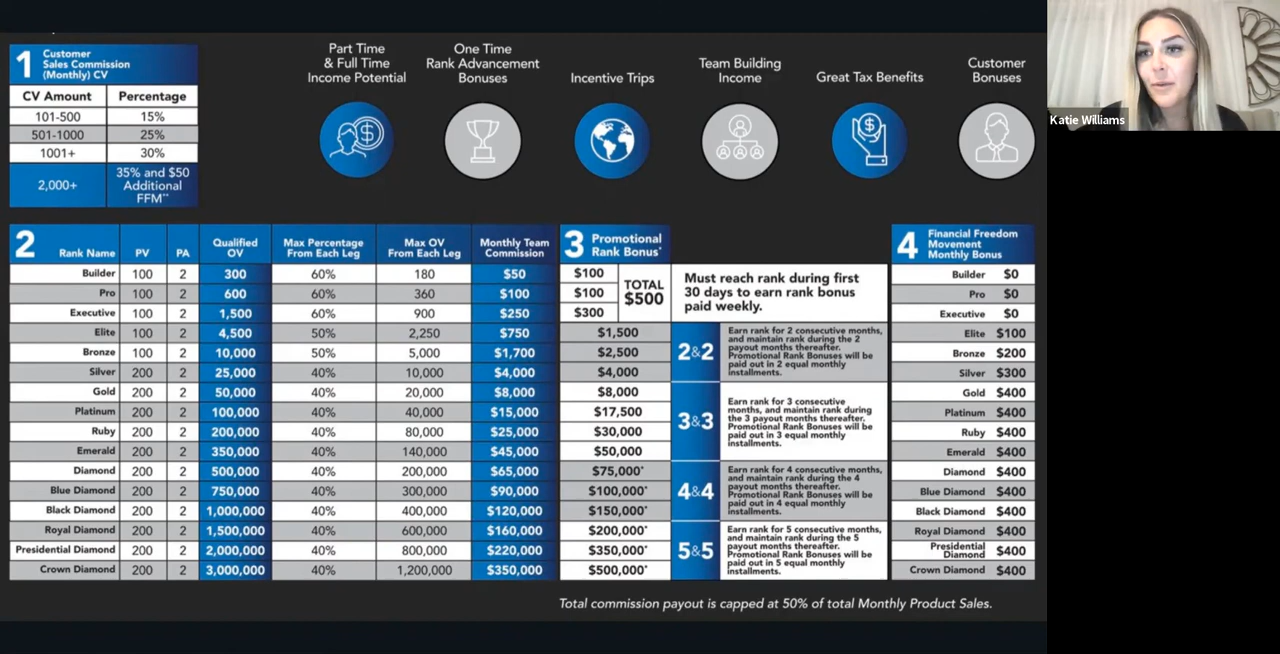 1 Customer
Sales Commission
(Monthly) CV
CV Amount Percentage
101-500 15%
501-1000 25%
1001+ 30%
2,000+ 35% and $50
Additional
FFM**
Part Time
& Full Time
Income Potential
One Time
Rank Advancement
Bonuses
Incentive Trips
Team Building
Income
Great Tax Benefits
Customer
Bonuses
Katie Williams
2 Rank Name PV PA Qualified
OV Max Percentage
From Each Leg Max OV
From Each Leg Monthly Team
Commission
Builder 100 2 300 60% 180 $50
Pro 100 2 600 60% 360 $100
Executive 100 2 1,500 60% 900 $250
Elite 100 2 4,500 50% 2,250 $750
Bronze 100 2 10,000 50% 5,000 $1,700
Silver 200 2 25,000 40% 10,000 $4,000
Gold 200 2 50,000 40% 20,000 $8,000
Platinum 200 2 100,000 40% 40,000 $15,000
Ruby 200 2 200,000 40% 80,000 $25,000
Emerald 200 2 350,000 40% 140,000 $45,000
Diamond 200 2 500,000 40% 200,000 $65,000
Blue Diamond 200 2 750,000 40% 300,000 $90,000
Black Diamond 200 2 1,000,000 40% 400,000 $120,000
Royal Diamond 200 2 1,500,000 40% 600,000 $160,000
Presidential Diamond 200 2 2,000,000 40% 800,000 $220,000
Crown Diamond 200 2 3,000,000 40% 1,200,000 $350,000
3 Promotional
Rank Bonus*
$100
$100
$300
TOTAL
$500
$1,500
$2,500
$4,000
$8,000
$17,500
$30,000
$50,000
$75,000*
$100,000*
$150,000*
$200,000*
$350,000*
$500,000*
Must reach rank during first
30 days to earn rank bonus
paid weekly.
2&2
Earn rank for 2 consecutive months,
and maintain rank during the 2
payout months thereafter.
Promotional Rank Bonuses will be
paid out in 2 equal monthly
installments.
3&3
Earn rank for 3 consecutive
months, and maintain rank during
the 3 payout months thereafter.
Promotional Rank Bonuses will be
paid out in 3 equal monthly
installments.
4&4
Earn rank for 4 consecutive months,
and maintain rank during the 4
payout months thereafter.
Promotional Rank Bonuses will be
paid out in 4 equal monthly
installments.
5&5
Earn rank for 5 consecutive months,
and maintain rank during the 5
payout months thereafter.
Promotional Rank Bonuses will be
paid out in 5 equal monthly
installments.
4 Financial Freedom
Movement
Monthly Bonus
Builder $0
Pro $0
Executive $0
Elite $100
Bronze $200
Silver $300
Gold $400
Platinum $400
Ruby $400
Emerald $400
Diamond $400
Blue Diamond $400
Black Diamond $400
Royal Diamond $400
Presidential
Diamond $400
Crown Diamond $400
Total commission payout is capped at 50% of total Monthly Product Sales.